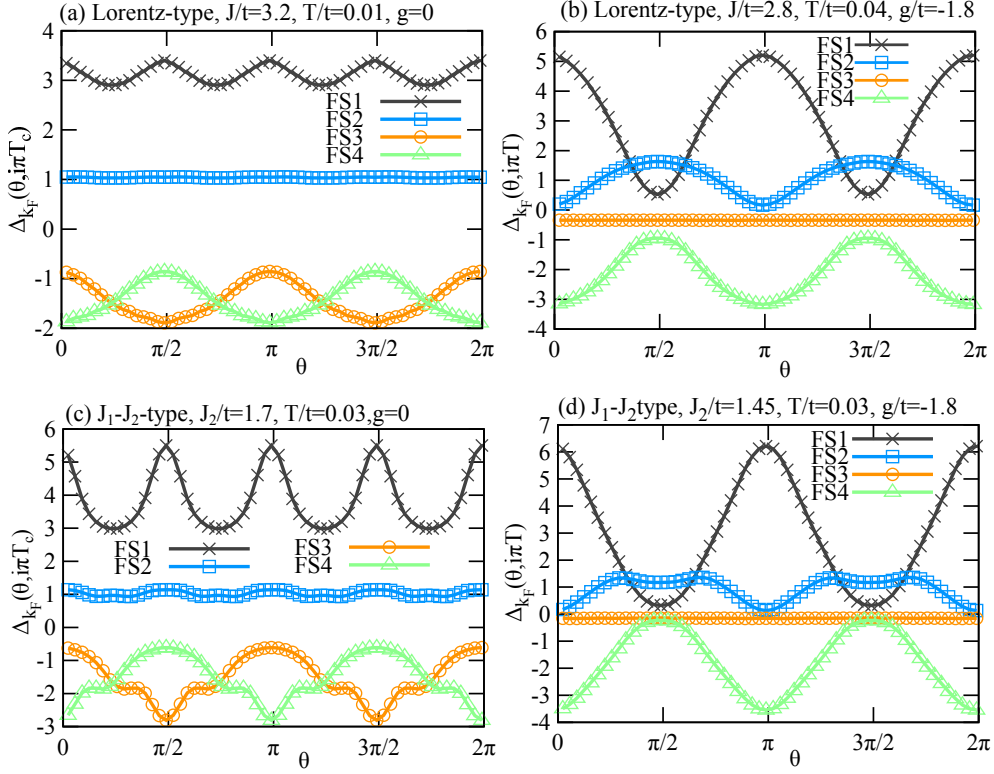 (a) Lorentz-type, J/t=3.2, T/t=0.01, g=0
4
3
2
1
0
-1
-2
Δk_F(θ,iπT_c)
FS1
FS2
FS3
FS4
0 π/2 π 3π/2 2π
θ
(b) Lorentz-type, J/t=2.8, T/t=0.04, g/t=-1.8
6
5
4
3
2
1
0
-1
-2
-3
-4
Δk_F(θ,iπT)
FS1
FS2
FS3
FS4
0 π/2 π 3π/2 2π
θ
(c) J₁-J₂-type, J₂/t=1.7, T/t=0.03,g=0
6
5
4
3
2
1
0
-1
-2
-3
Δk_F(θ,iπT_c)
FS1 FS3
FS2 FS4
0 π/2 π 3π/2 2π
θ
(d) J₁-J₂type, J₂/t=1.45, T/t=0.03, g/t=-1.8
7
6
5
4
3
2
1
0
-1
-2
-3
-4
Δk_F(θ,iπT)
FS1
FS2
FS3
FS4
0 π/2 π 3π/2 2π
θ